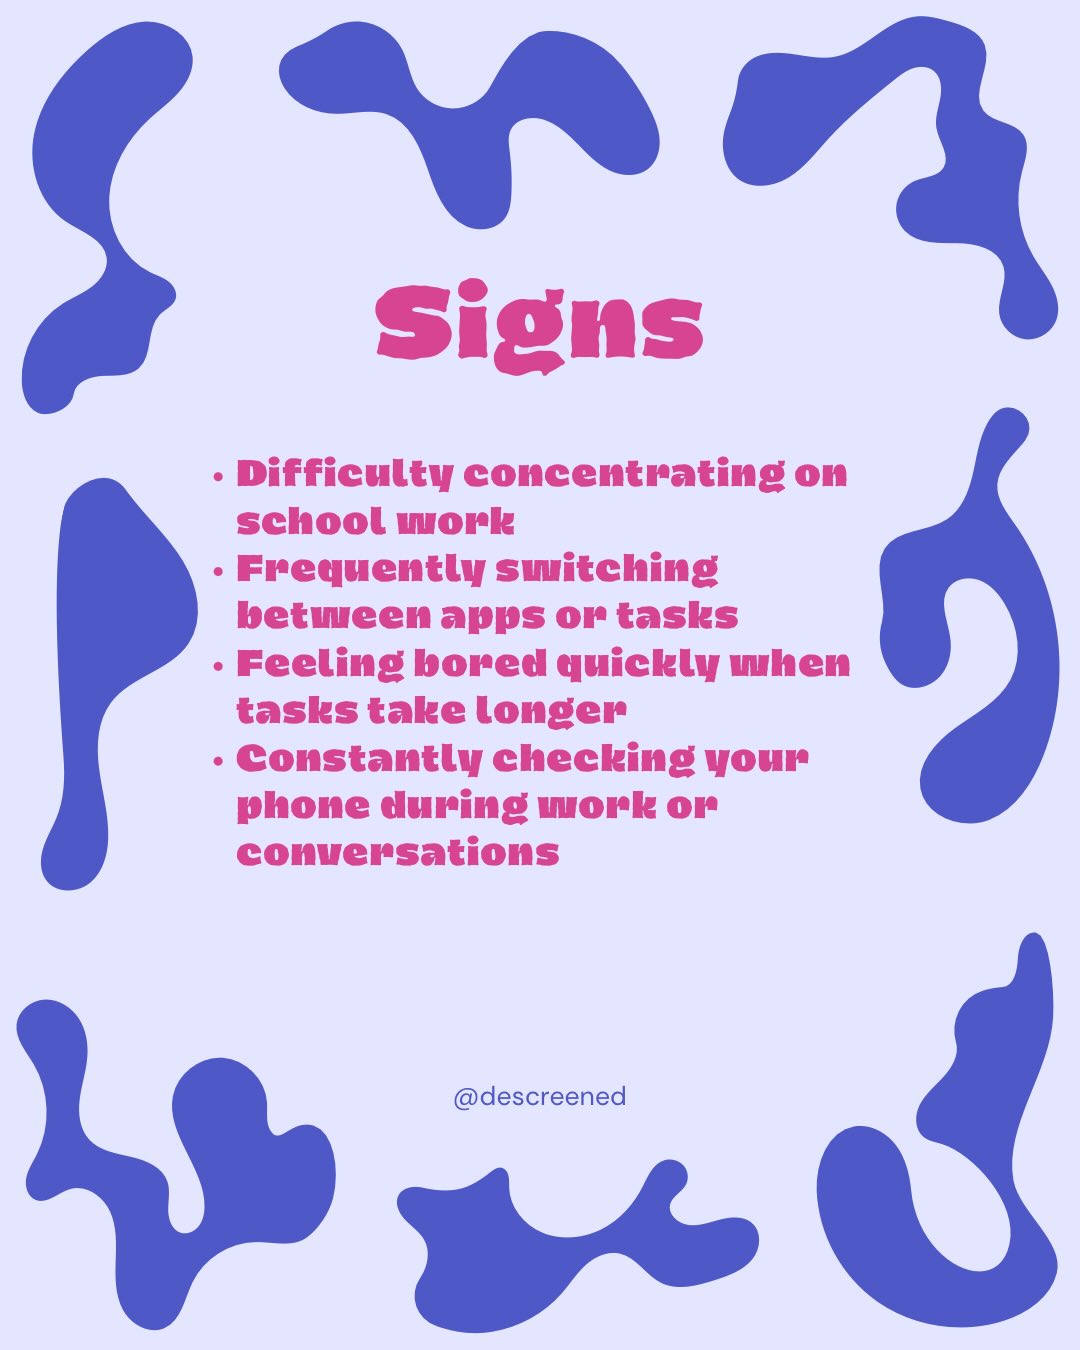 Signs
• Difficulty concentrating on
school work
• Frequently switching
between apps or tasks
• Feeling bored quickly when
tasks take longer
• Constantly checking your
phone during work or
conversations
@descreened